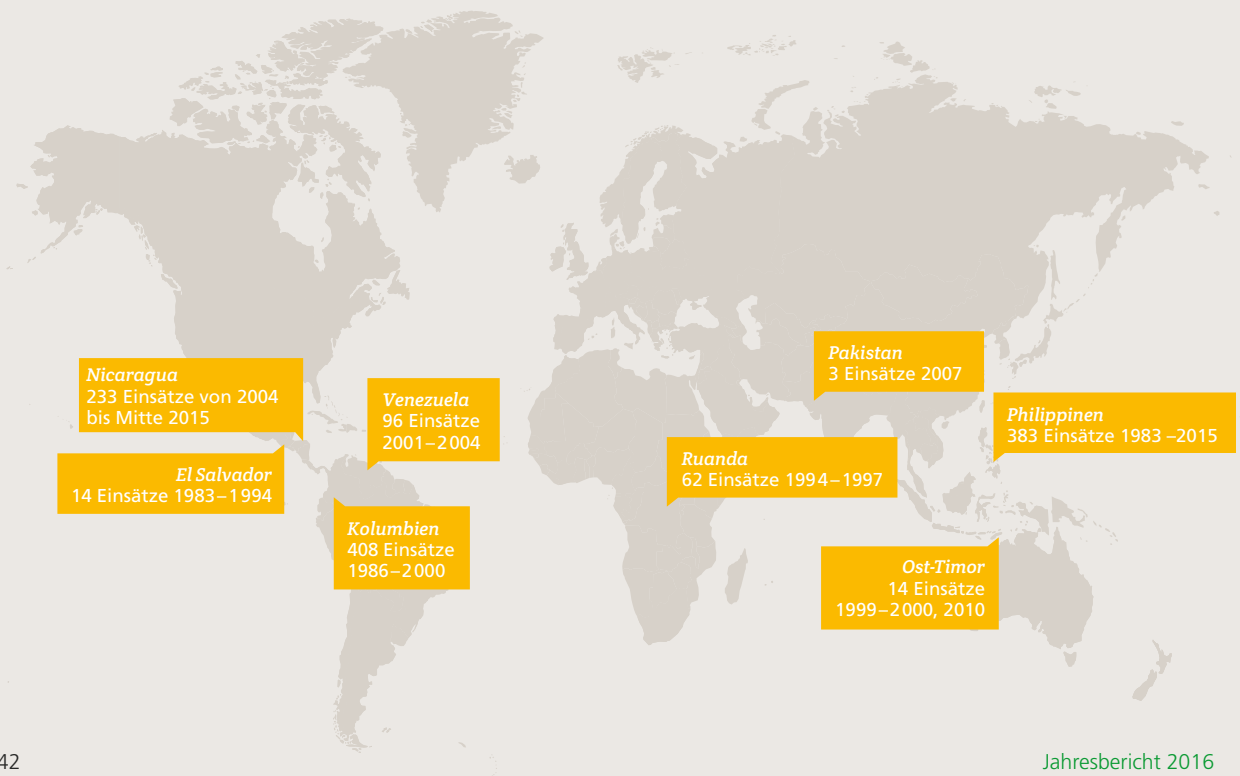 Nicaragua
233 Einsätze von 2004
bis Mitte 2015
El Salvador
14 Einsätze 1983–1994
Venezuela
96 Einsätze
2001–2004
Kolumbien
408 Einsätze
1986–2000
Ruanda
62 Einsätze 1994–1997
Pakistan
3 Einsätze 2007
Philippinen
383 Einsätze 1983 –2015
Ost-Timor
14 Einsätze
1999–2000, 2010
42
Jahresbericht 2016